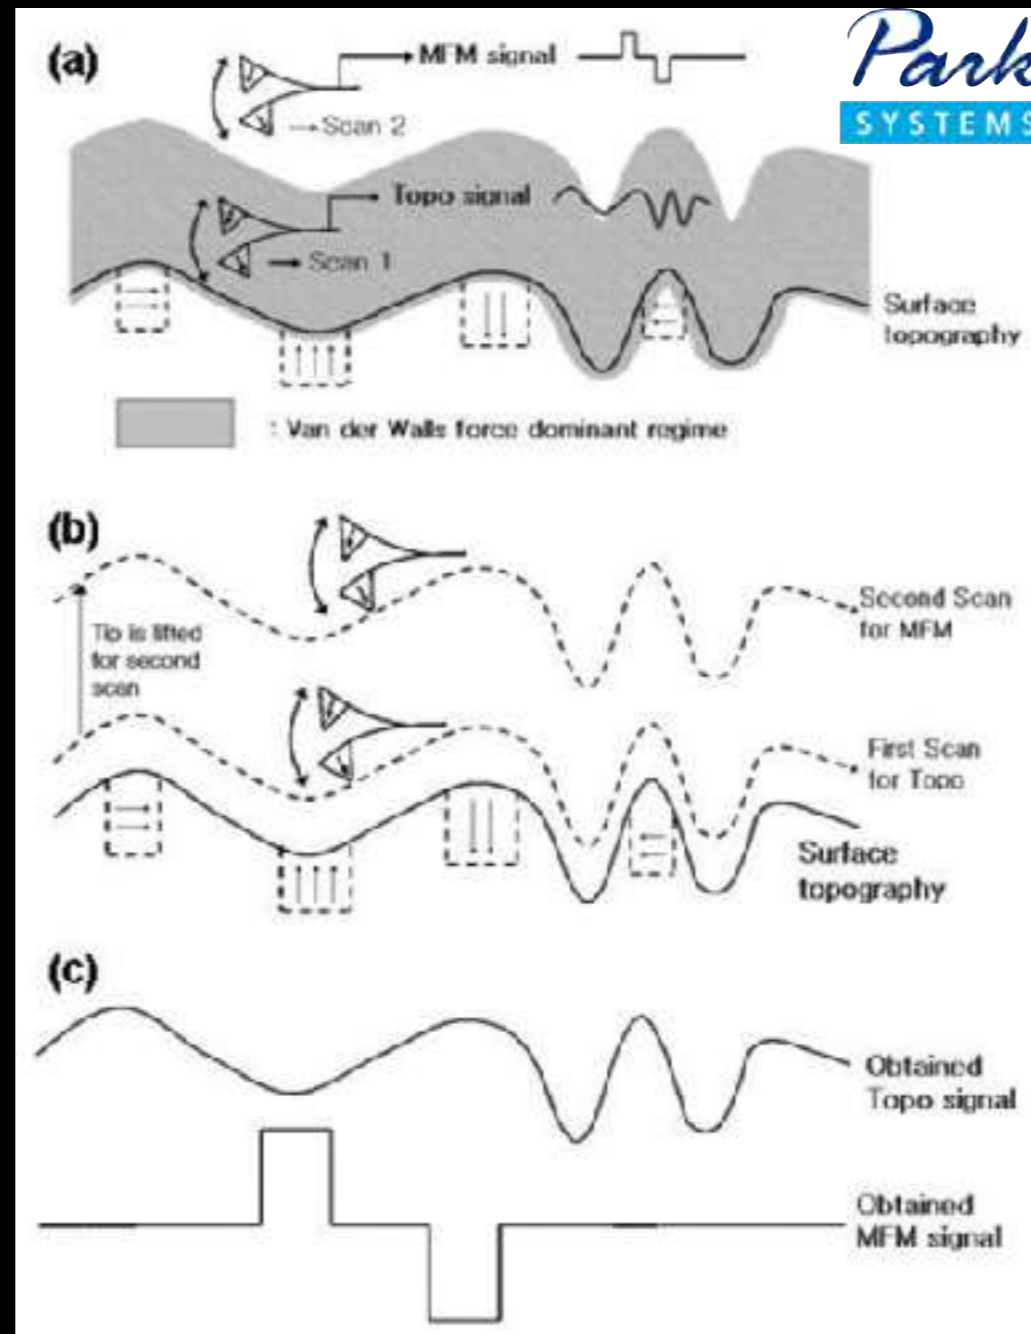 Park
SYSTEMS
(a)
MFM signal
Scan 2
Topo signal
Scan 1
Surface
topography
: Van der Walls force dominant regime
(b)
Second Scan
for MFM
Tip is lifted
for second
scan
First Scan
for Topo
Surface
topography
(c)
Obtained
Topo signal
Obtained
MFM signal